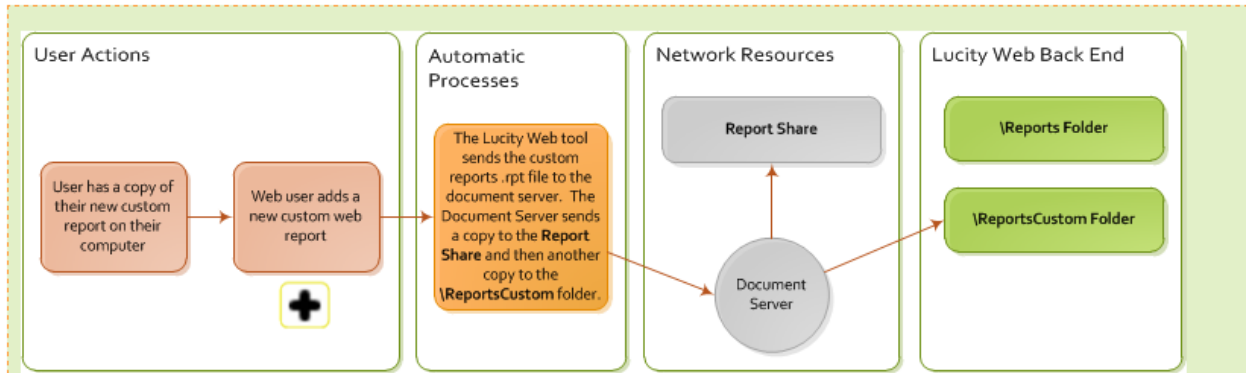 User Actions
Automatic
Processes
Network Resources
Lucity Web Back End
User has a copy of
their new custom
report on their
computer
Web user adds a
new custom web
report
The Lucity Web tool
sends the custom
reports .rpt file to the
document server.  The
Document Server sends
a copy to the Report
Share and then another
copy to the
\ReportsCustom folder.
Report Share
Document
Server
\Reports Folder
\ReportsCustom Folder